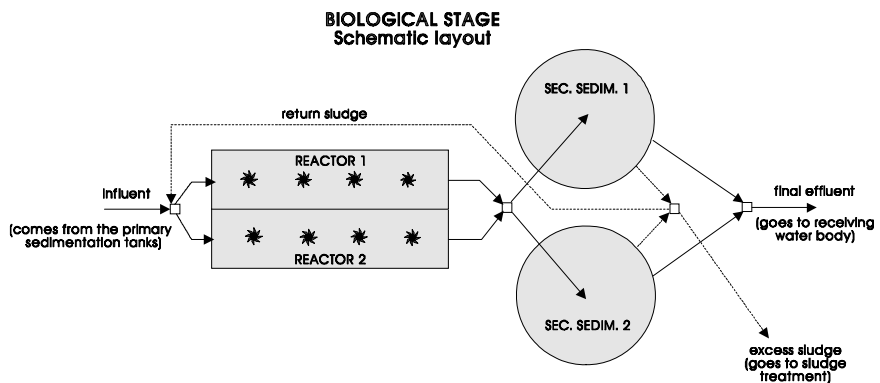 BIOLOGICAL STAGE
Schematic layout
SEC. SEDIM. 1
return sludge
REACTOR 1
influent
(comes from the primary
sedimentation tanks)
final effluent
(goes to receiving
water body)
REACTOR 2
SEC. SEDIM. 2
excess sludge
(goes to sludge
treatment)